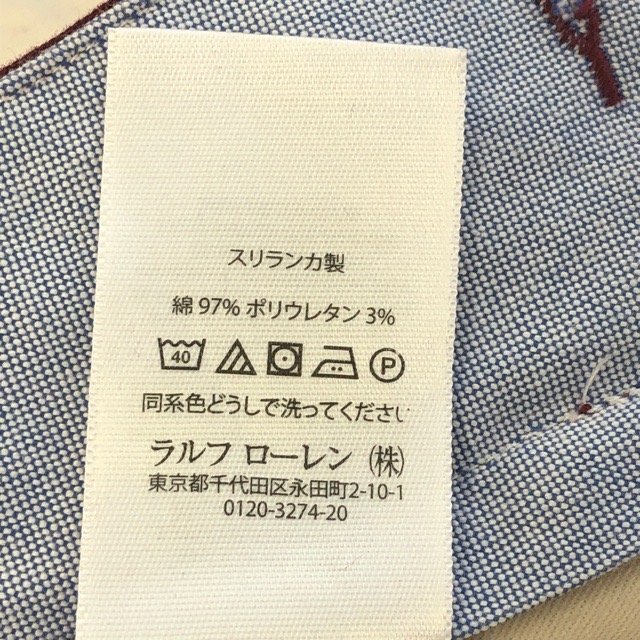 スリランカ製
綿 97% ポリウレタン 3%
40 P
同系色どうしで洗ってください
ラルフ ローレン (株)
東京都千代田区永田町2-10-1
0120-3274-20